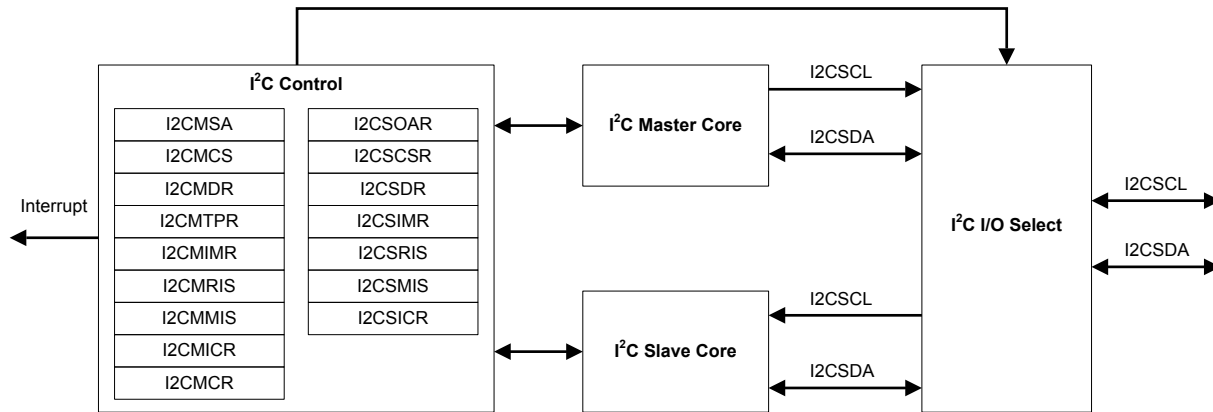 I²C Control
I2CMSA
I2CMCS
I2CMDR
I2CMTPR
I2CMIMR
I2CMRIS
I2CMMIS
I2CMICR
I2CMCR
I2CSOAR
I2CSCSR
I2CSDR
I2CSIMR
I2CSRIS
I2CSMIS
I2CSICR
Interrupt
I²C Master Core
I2CSCL
I2CSDA
I²C Slave Core
I2CSCL
I2CSDA
I²C I/O Select
I2CSCL
I2CSDA